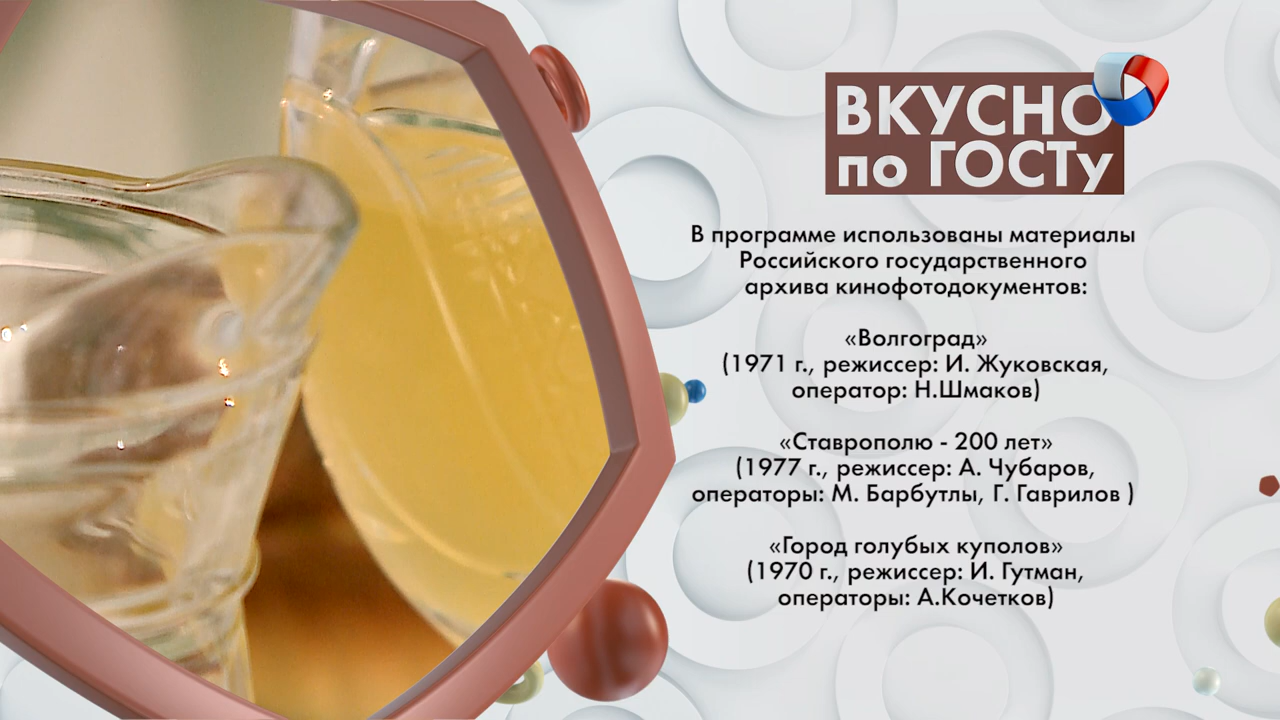 ВКУСНО
по ГОСТу
В программе использованы материалы
Российского государственного
архива кинофотодокументов:
«Волгоград»
(1971 г., режиссер: И. Жуковская,
оператор: Н.Шмаков)
«Ставрополю - 200 лет»
(1977 г., режиссер: А. Чубаров,
операторы: М. Барбутлы, Г. Гаврилов )
«Город голубых куполов»
(1970 г., режиссер: И. Гутман,
операторы: А.Кочетков)